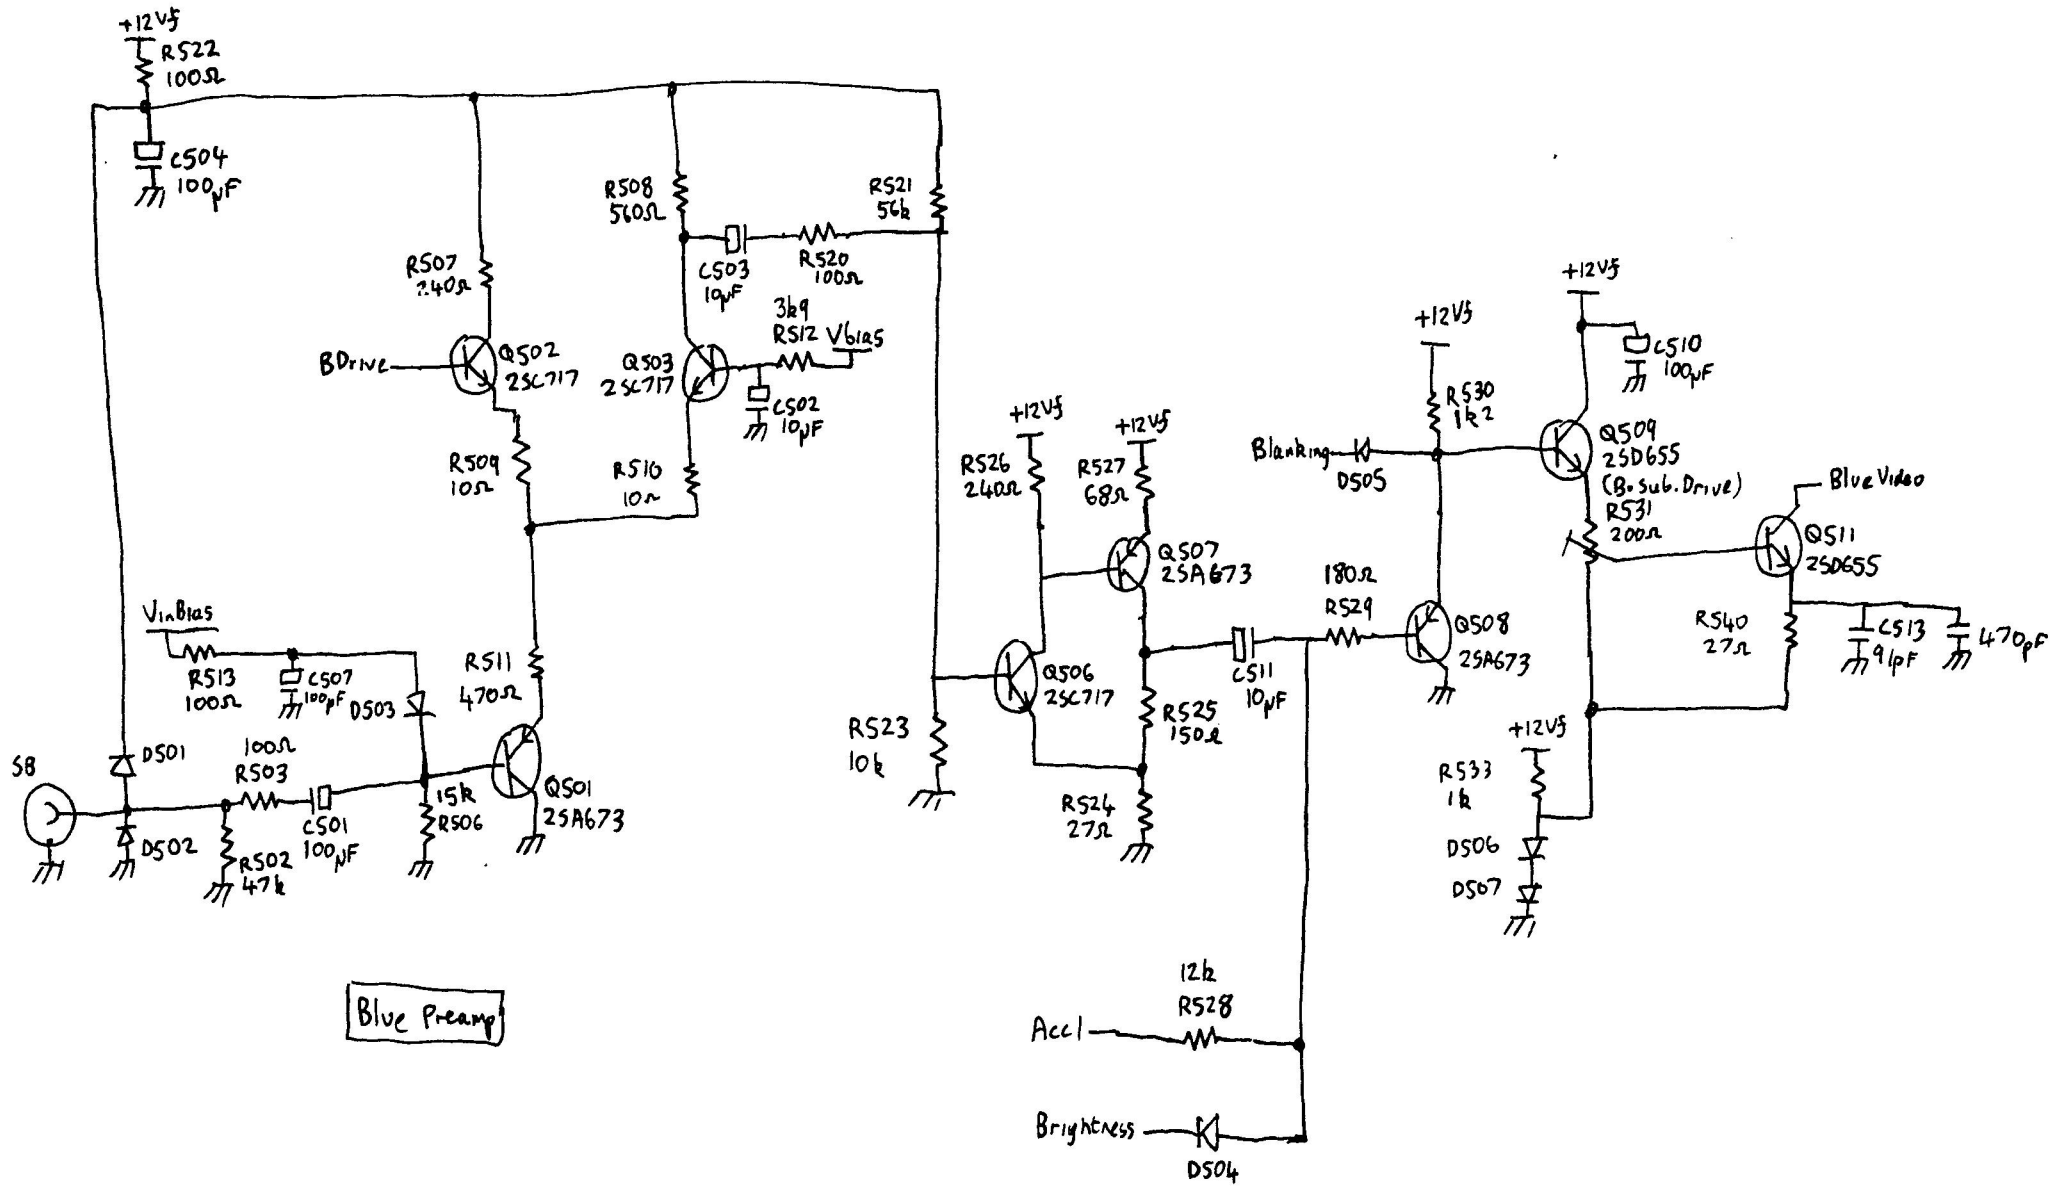 +12Vf
R522
100Ω
C504
100µF
R508
560Ω
R521
56k
C503
10µF
R520
100Ω
R507
240Ω
3k9
R512
Vbias
BDrive
Q502
2SC717
Q503
2SC717
C502
10µF
R509
10Ω
R510
10Ω
VinBias
R513
100Ω
C507
100µF
D503
R511
470Ω
S8
D501
D502
100Ω
R503
C501
100µF
R502
47k
15k
R506
Q501
2SA673
Blue Preamp
+12Vf
R526
240Ω
+12Vf
R527
68Ω
Q507
2SA673
Q506
2SC717
R523
10k
R525
150Ω
R524
27Ω
C511
10µF
180Ω
R529
Q508
2SA673
+12Vf
R530
1k2
Blanking
D505
+12Vf
C510
100µF
Q509
2SD655
(B.Sub.Drive)
R531
200Ω
Blue Video
Q511
2SD655
R540
27Ω
C513
91pF
470pF
+12Vf
R533
1k
D506
D507
12k
R528
Acc1
Brightness
D504